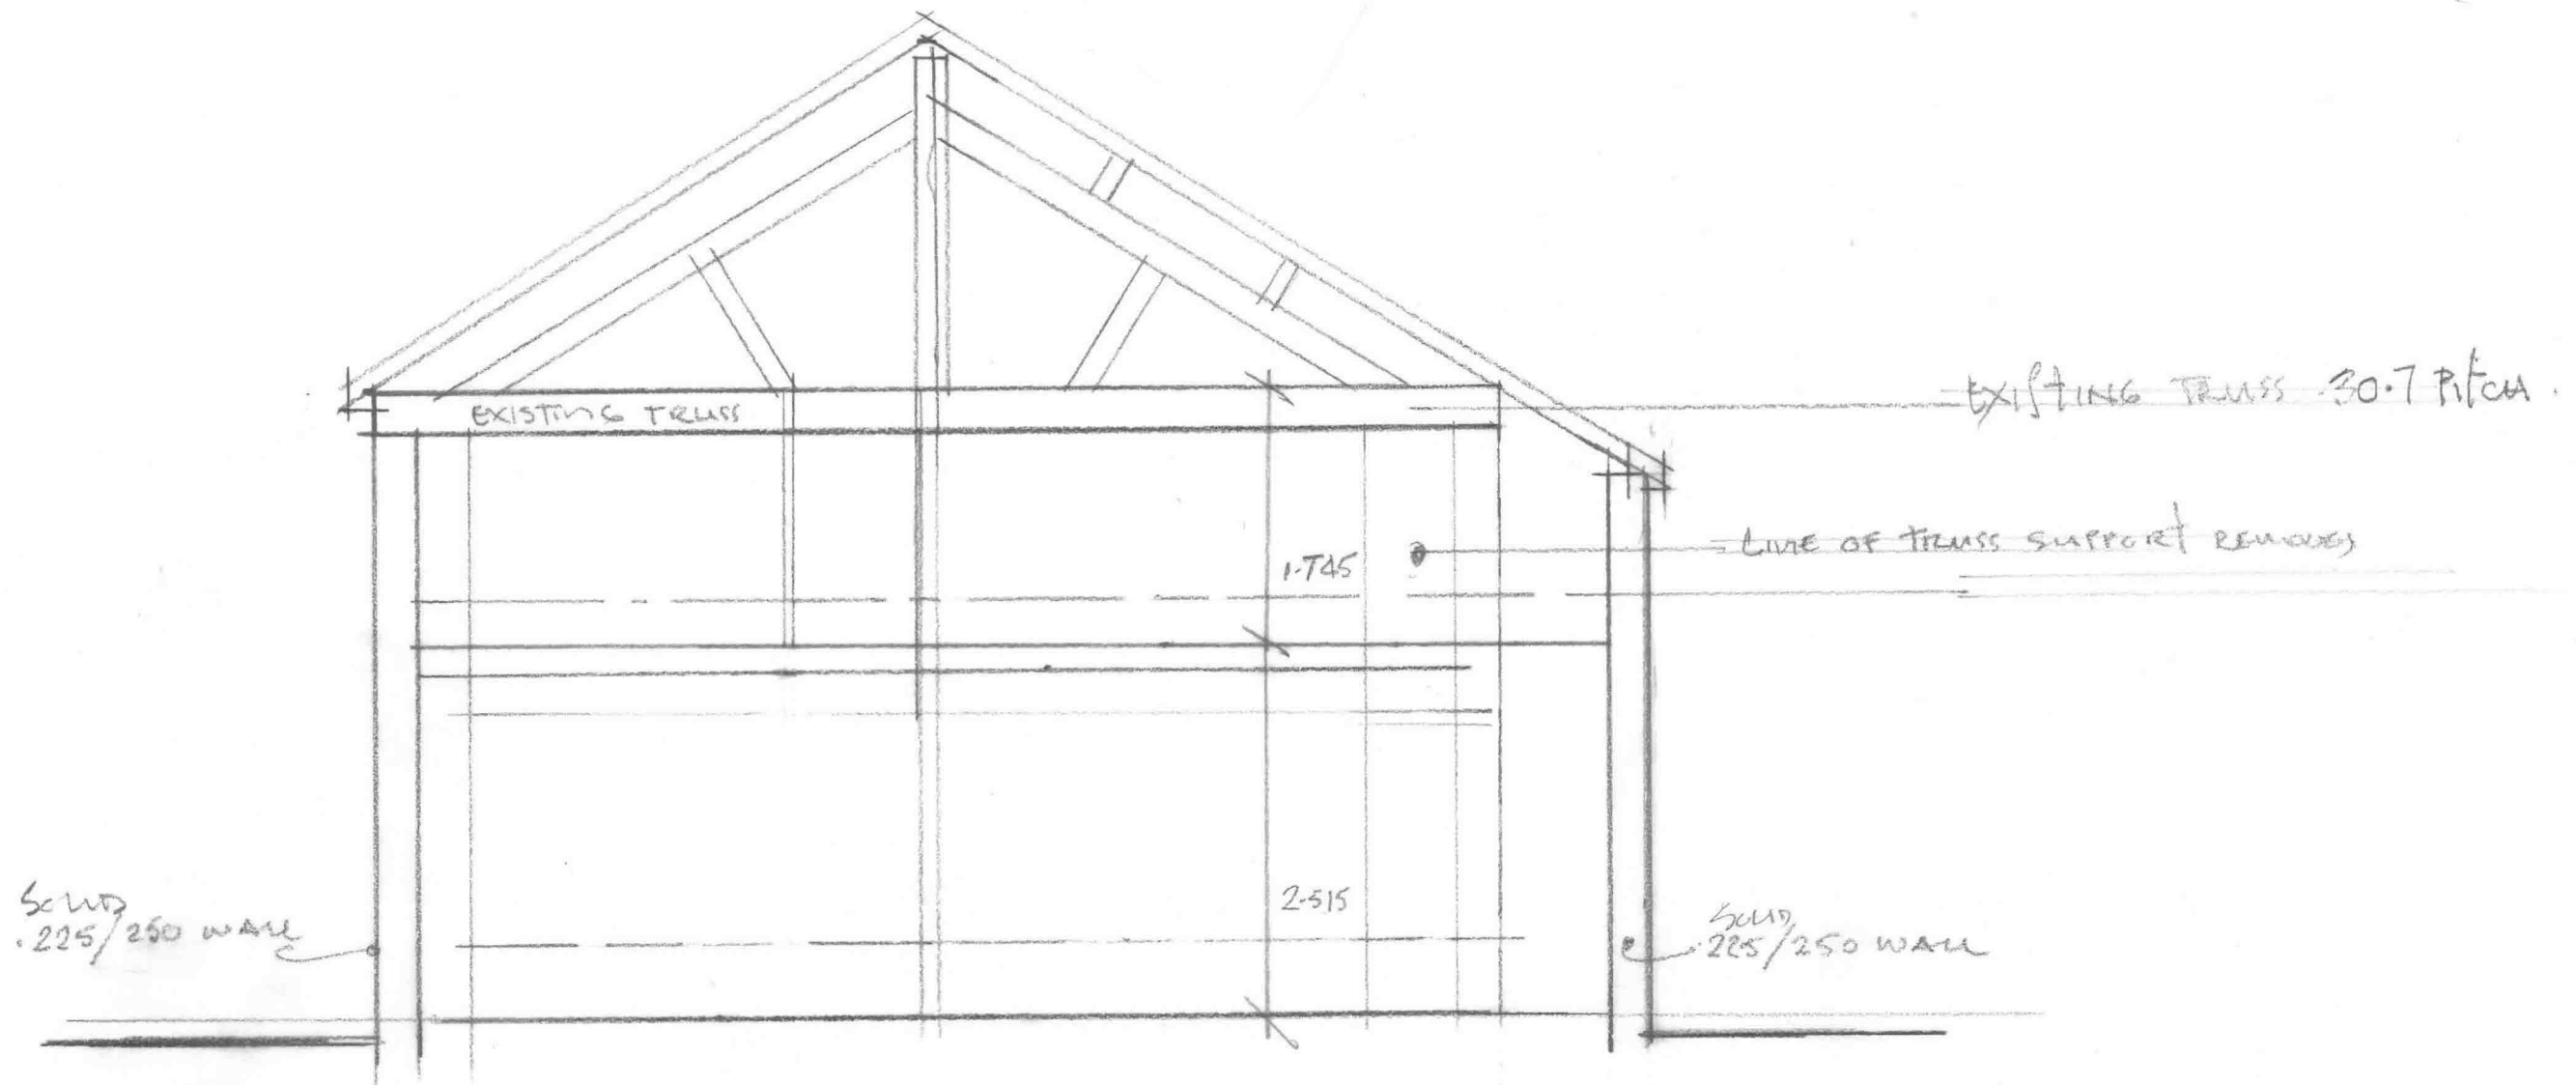 EXISTING TRUSS
EXISTING TRUSS 30.7 PITCH.
LINE OF TRUSS SUPPORT REMOVED
1.745
2.515
SOLID
.225/250 WALL
SOLID
.225/250 WALL